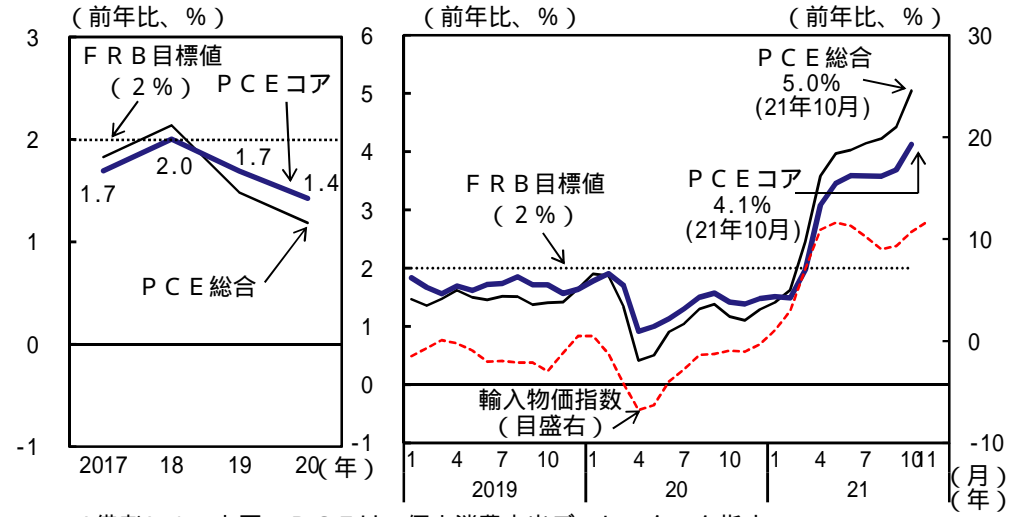 （前年比、％）
3
2
1
0
-1
ＦＲＢ目標値
（２％）
ＰＣＥコア
1.7
2.0
1.7
1.4
ＰＣＥ総合
2017 18 19 20(年)
（前年比、％）
（前年比、％）
6
5
4
3
2
1
0
-1
30
20
10
0
-10
ＰＣＥ総合
5.0%
(21年10月)
ＦＲＢ目標値
（２％）
ＰＣＥコア
4.1%
(21年10月)
輸入物価指数
（目盛右）
1 4 7 10 1 4 7 10 1 4 7 10 11 (月)
2019 20 21 (年)